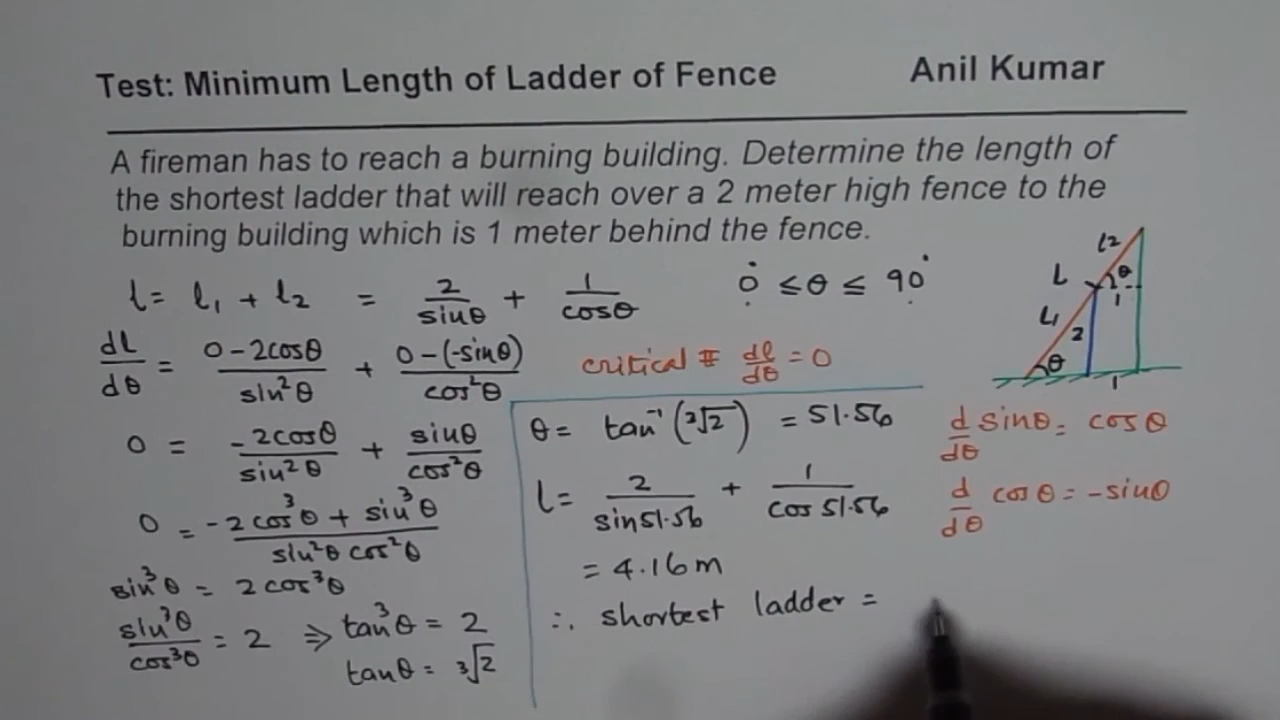 Test: Minimum Length of Ladder of Fence Anil Kumar
A fireman has to reach a burning building. Determine the length of
the shortest ladder that will reach over a 2 meter high fence to the
burning building which is 1 meter behind the fence.
l = l₁ + l₂ = 2/sinθ + 1/cosθ 0° ≤ θ ≤ 90°
dL/dθ = (0 - 2cosθ)/sin²θ + (0 - (-sinθ))/cos²θ critical # dl/dθ = 0
0 = -2cosθ/sin²θ + sinθ/cos²θ
0 = (-2cos³θ + sin³θ)/(sin²θ cos²θ)
sin³θ = 2cos³θ
sin³θ/cos³θ = 2 ⇒ tan³θ = 2
tanθ = ³√2
θ = tan⁻¹(³√2) = 51.56
l = 2/sin51.56 + 1/cos51.56
= 4.16m
∴ shortest ladder =
l2
L
θ
1
L₁
2
θ
1
d/dθ sinθ = cosθ
d/dθ cosθ = -sinθ